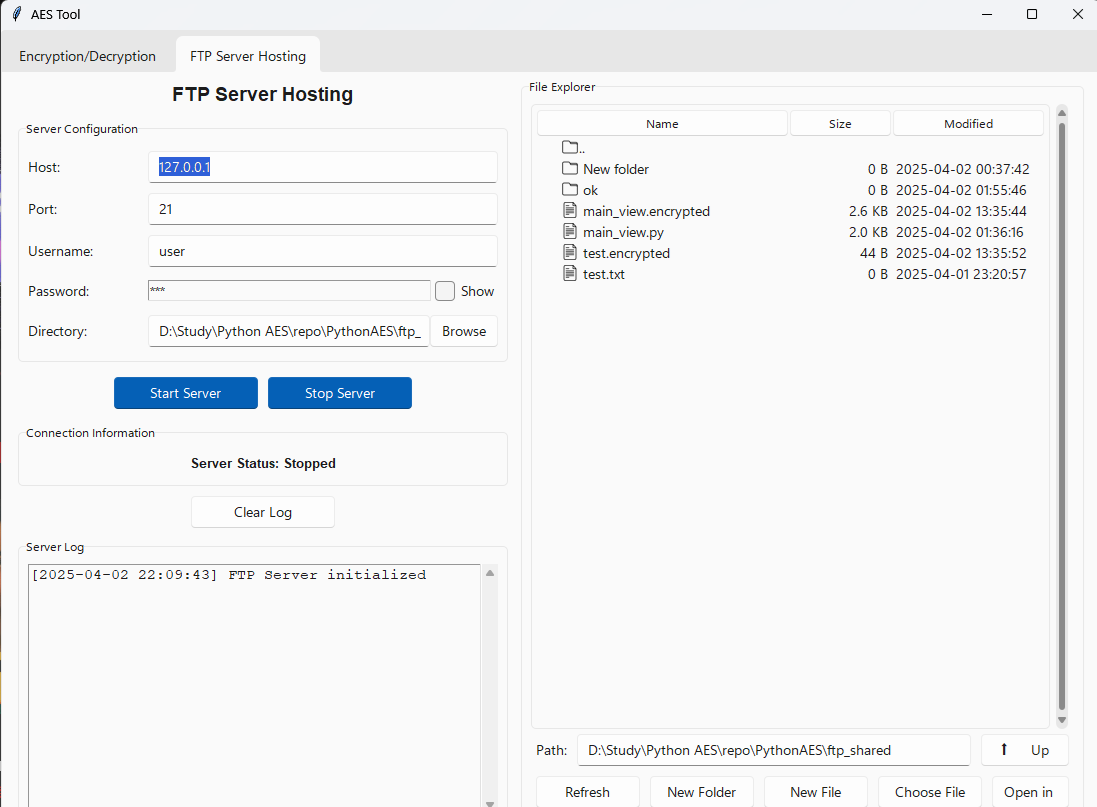 AES Tool
Encryption/Decryption
FTP Server Hosting
FTP Server Hosting
Server Configuration
Host:
127.0.0.1
Port:
21
Username:
user
Password:
***
Show
Directory:
D:\Study\Python AES\repo\PythonAES\ftp_
Browse
Start Server
Stop Server
Connection Information
Server Status: Stopped
Clear Log
Server Log
[2025-04-02 22:09:43] FTP Server initialized
File Explorer
Name Size Modified
..
New folder 0 B 2025-04-02 00:37:42
ok 0 B 2025-04-02 01:55:46
main_view.encrypted 2.6 KB 2025-04-02 13:35:44
main_view.py 2.0 KB 2025-04-02 01:36:16
test.encrypted 44 B 2025-04-02 13:35:52
test.txt 0 B 2025-04-01 23:20:57
Path:
D:\Study\Python AES\repo\PythonAES\ftp_shared
⬆ Up
Refresh
New Folder
New File
Choose File
Open in